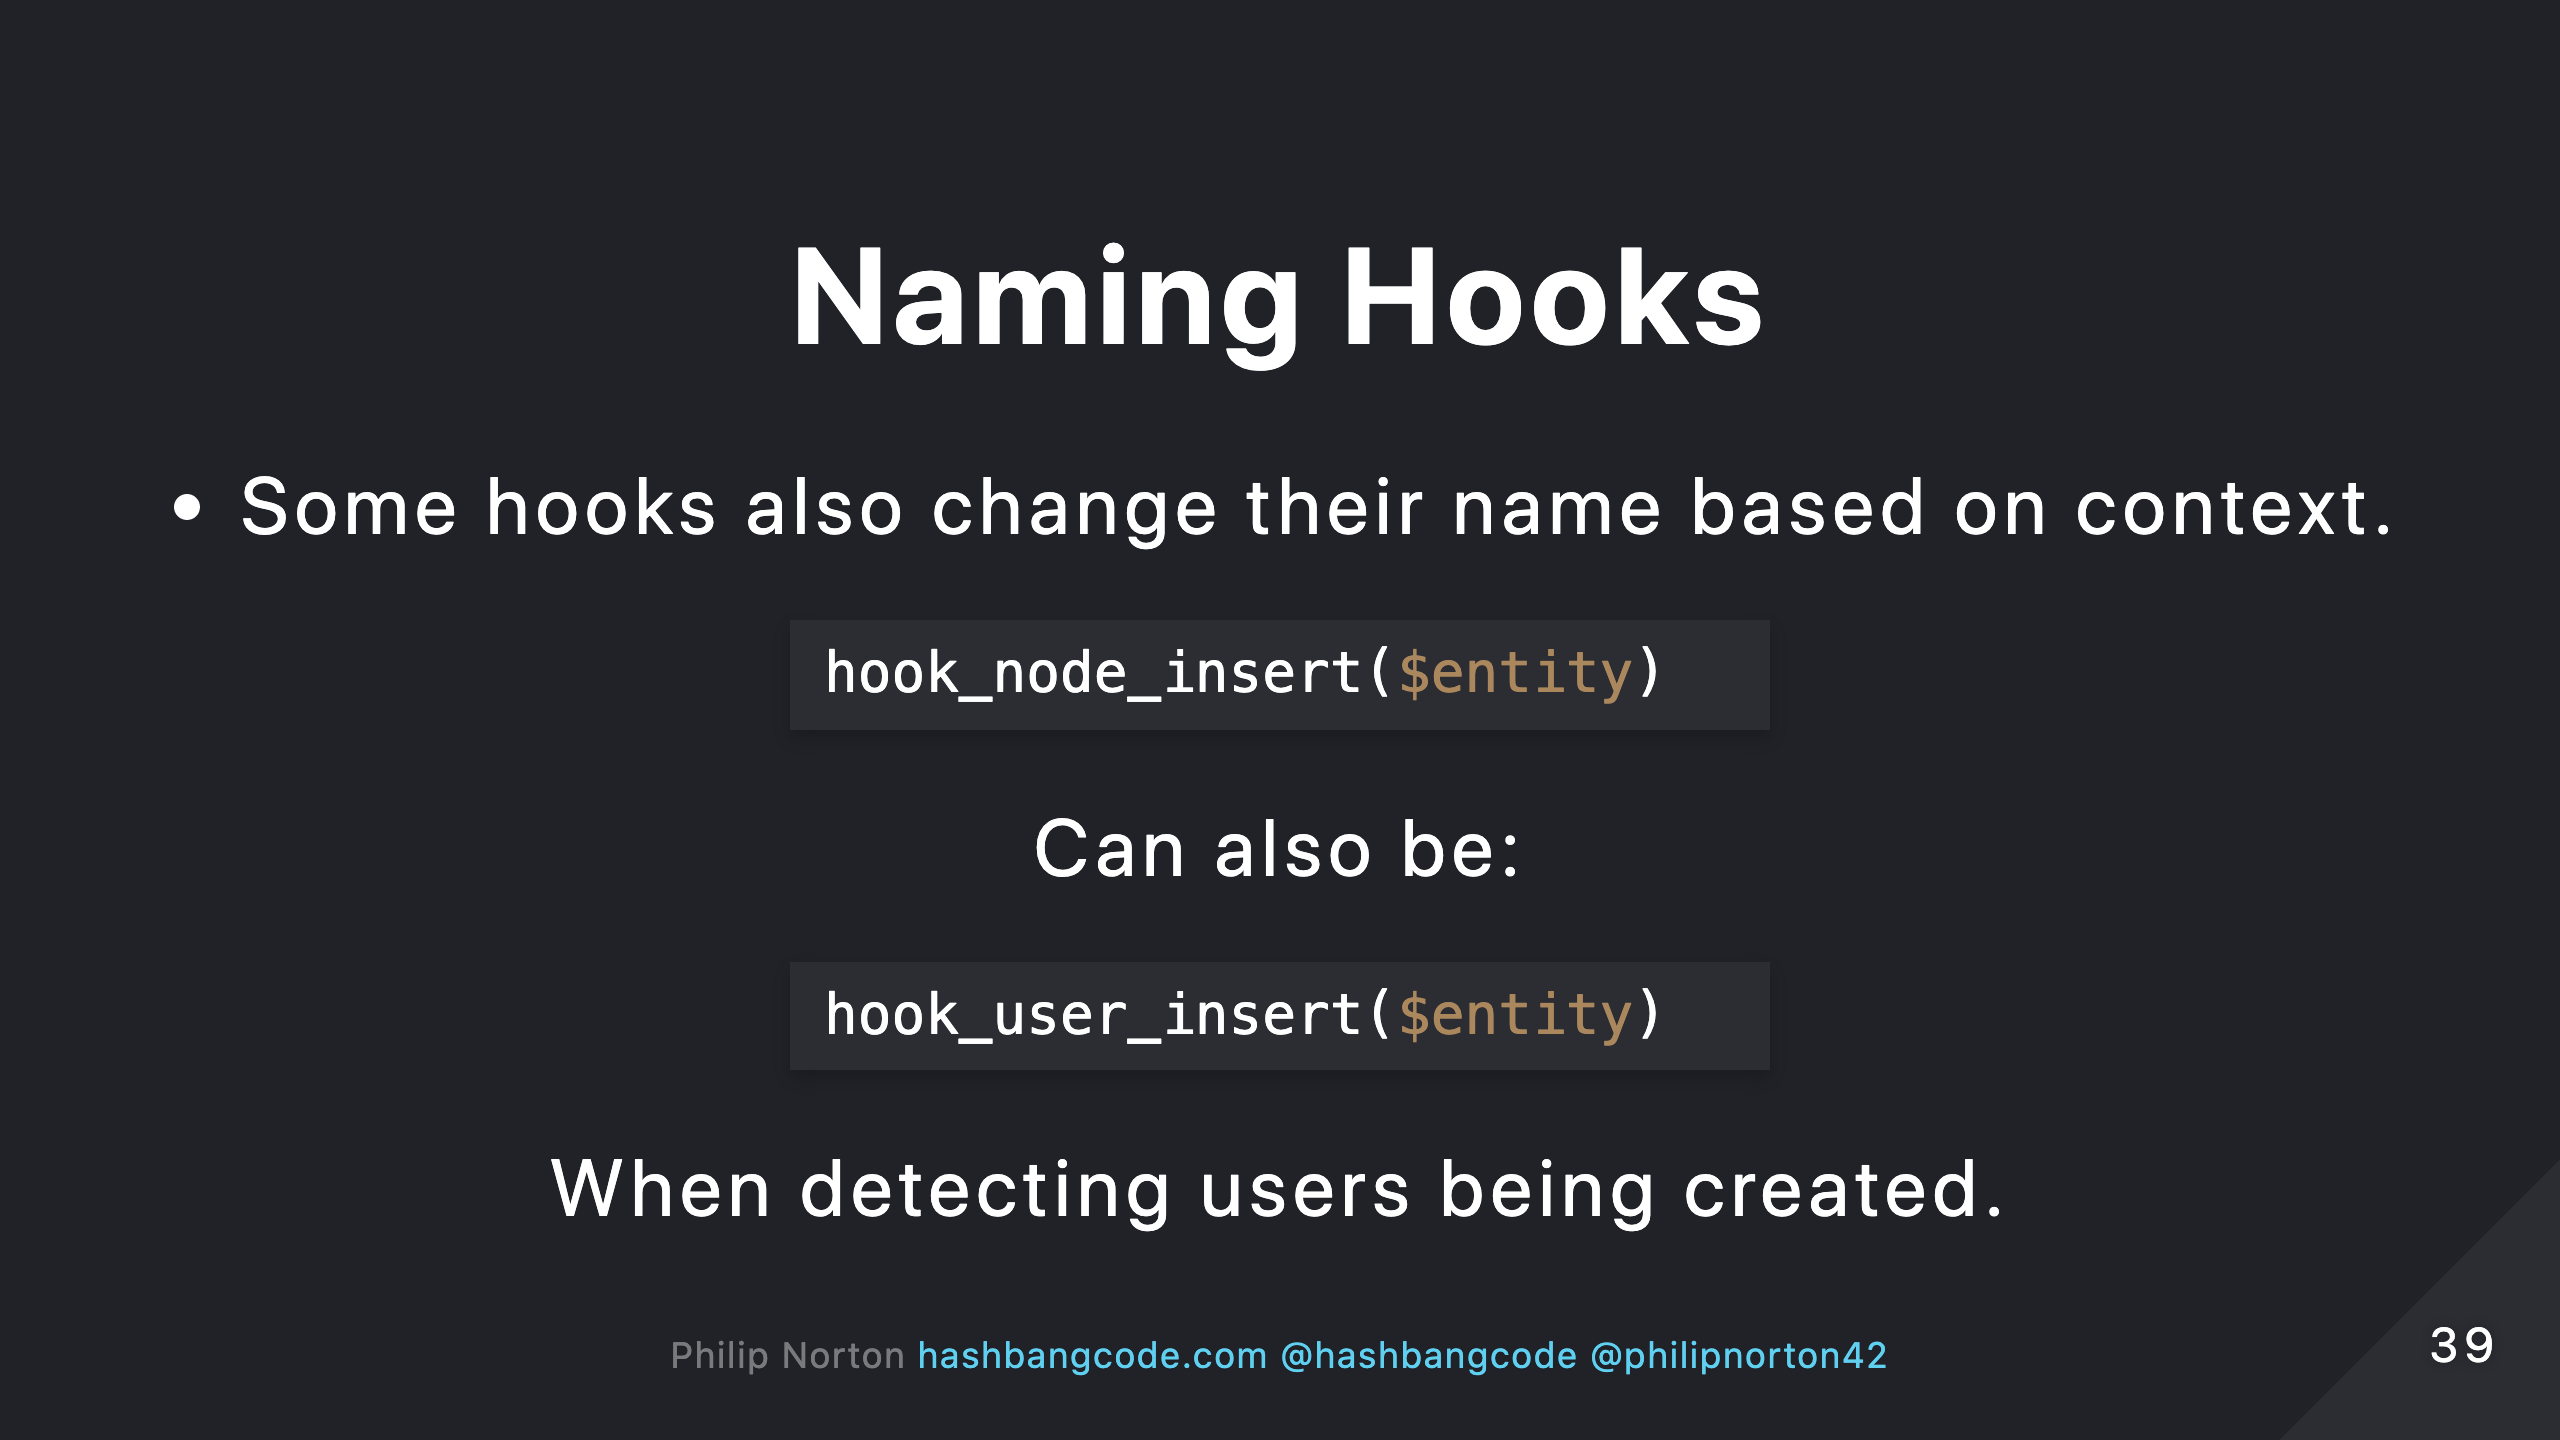 Naming Hooks
• Some hooks also change their name based on context.
hook_node_insert($entity)
Can also be:
hook_user_insert($entity)
When detecting users being created.
Philip Norton hashbangcode.com @hashbangcode @philipnorton42
39